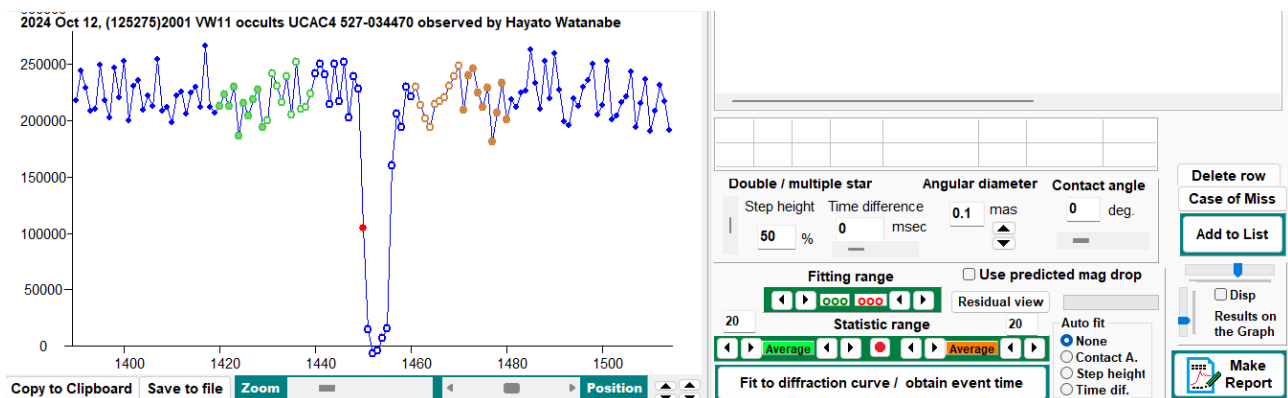 2024 Oct 12, (125275)2001 VW11 occults UCAC4 527-034470 observed by Hayato Watanabe
250000
200000
150000
100000
50000
0
1400
1420
1440
1460
1480
1500
Copy to Clipboard
Save to file
Zoom
Position
Double / multiple star
Angular diameter
Contact angle
Step height
Time difference
50
%
0
msec
0.1
mas
0
deg.
Fitting range
Use predicted mag drop
Residual view
20
Statistic range
20
Average
Average
Fit to diffraction curve / obtain event time
Auto fit
None
Contact A.
Step height
Time dif.
Delete row
Case of Miss
Add to List
Disp
Results on
the Graph
Make
Report